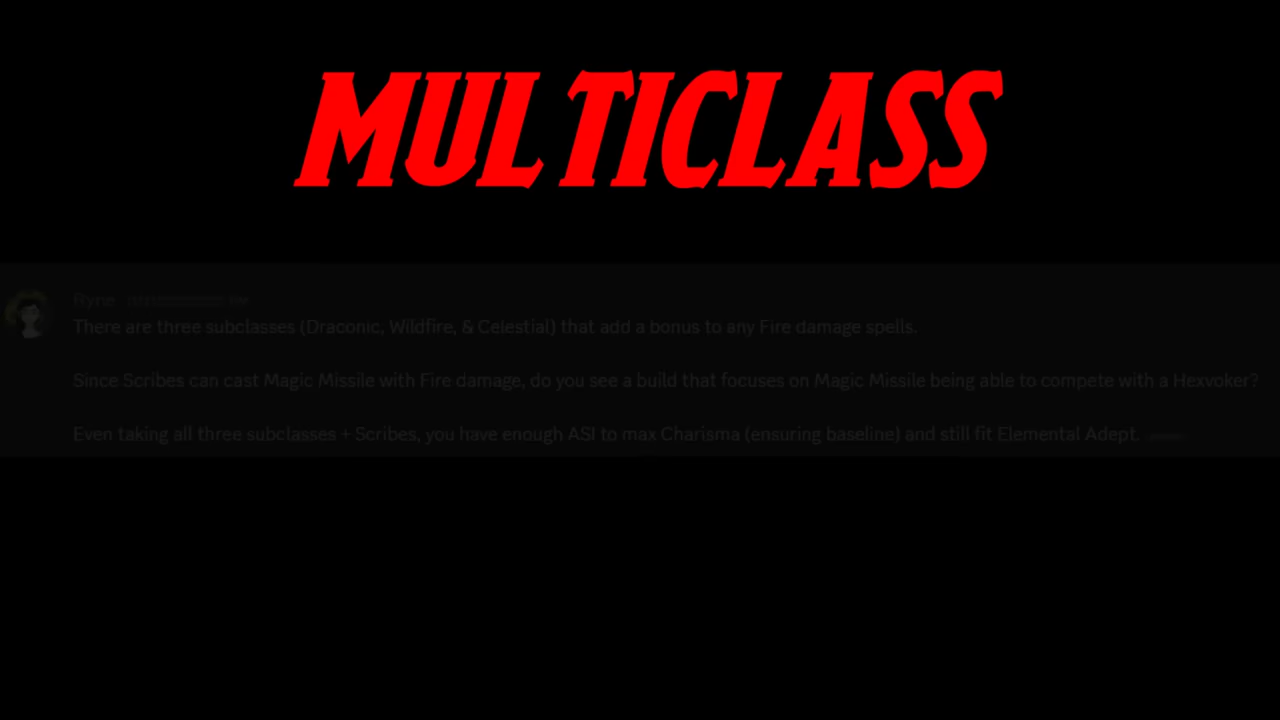 MULTICLASS
Ryne
There are three subclasses (Draconic, Wildfire, & Celestial) that add a bonus to any Fire damage spells.
Since Scribes can cast Magic Missile with Fire damage, do you see a build that focuses on Magic Missile being able to compete with a Hexvoker?
Even taking all three subclasses + Scribes, you have enough ASI to max Charisma (ensuring baseline) and still fit Elemental Adept.